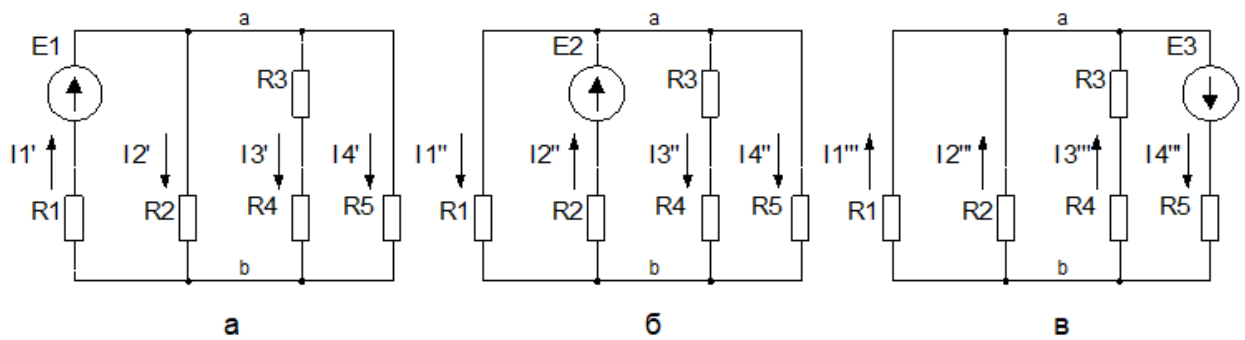 a a a
E1 E2 E3
R3 R3 R3
I1' I2' I3' I4' I1'' I2'' I3'' I4'' I1''' I2''' I3''' I4'''
R1 R2 R4 R5 R1 R2 R4 R5 R1 R2 R4 R5
b b b
а б в